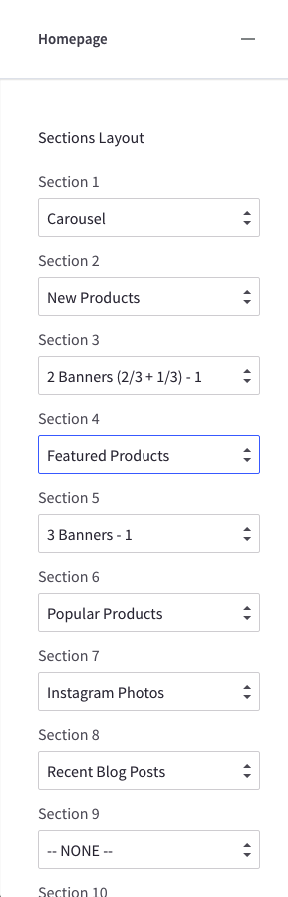 Homepage
Sections Layout
Section 1
Carousel
Section 2
New Products
Section 3
2 Banners (2/3 + 1/3) - 1
Section 4
Featured Products
Section 5
3 Banners - 1
Section 6
Popular Products
Section 7
Instagram Photos
Section 8
Recent Blog Posts
Section 9
-- NONE --
Section 10